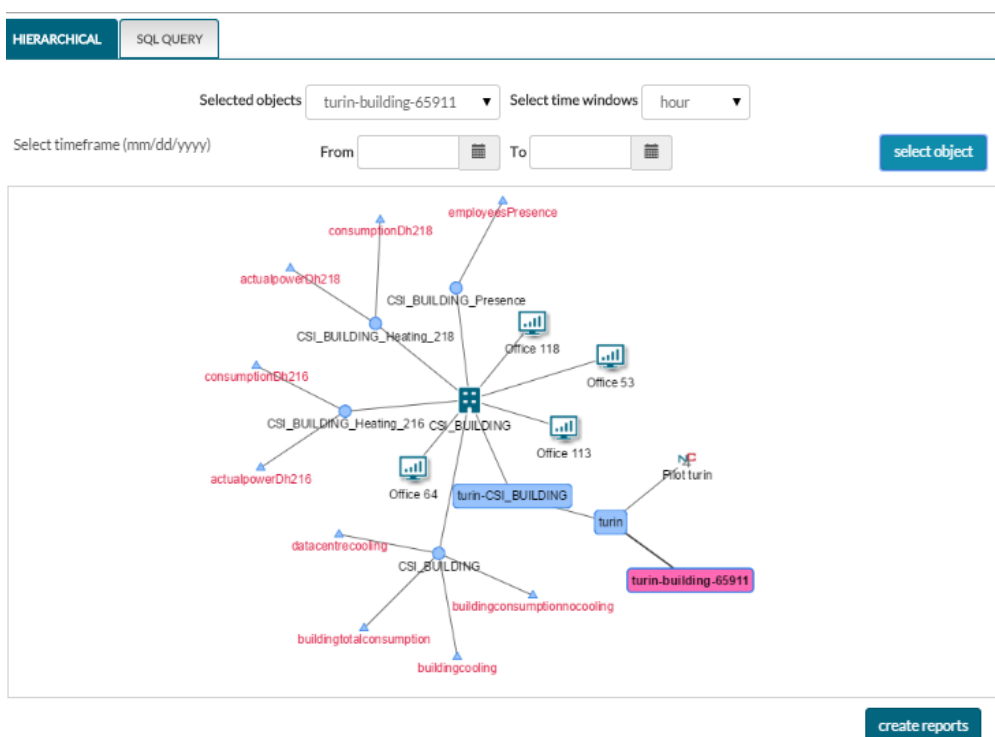 HIERARCHICAL
SQL QUERY
Selected objects
turin-building-65911
Select time windows
hour
Select timeframe (mm/dd/yyyy)
From
To
select object
employeesPresence
consumptionDh218
actualpowerDh218
CSI_BUILDING_Presence
CSI_BUILDING_Heating_218
Office 118
consumptionDh216
Office 53
CSI_BUILDING_Heating_216
CSI_BUILDING
Office 113
actualpowerDh216
Pilot turin
Office 64
turin-CSI_BUILDING
turin
datacentrecooling
CSI_BUILDING
turin-building-65911
buildingconsumptionnocooling
buildingtotalconsumption
buildingcooling
create reports